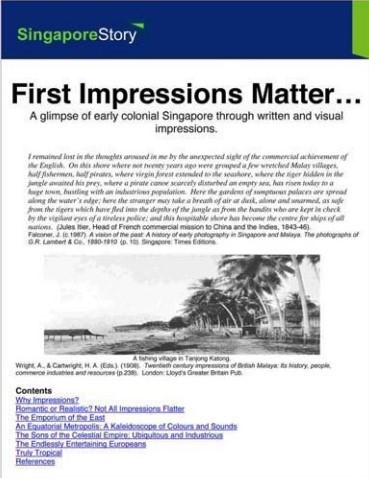 SingaporeStory
First Impressions Matter...
A glimpse of early colonial Singapore through written and visual
impressions.
I remained lost in the thoughts aroused in me by the unexpected sight of the commercial achievement of
the English. On this shore where not twenty years ago were grouped a few wretched Malay villages,
half fishermen, half pirates, where virgin forest extended to the seashore, where the tiger hidden in the
jungle awaited his prey, where a pirate canoe scarcely disturbed an empty sea, has risen today to a
huge town, bustling with an industrious population. Here the gardens of sumptuous palaces are spread
along the water's edge; here the stranger may take a breath of air at dusk, alone and unarmed, as safe
from the tigers which have fled into the depths of the jungle as from the bandits who are kept in check
by the vigilant eyes of a tireless police; and this hospitable shore has become the centre for ships of all
nations. (Jules Itier, Head of French commercial mission to China and the Indies, 1843-46).
Falconer, J. (c.1987). A vision of the past: A history of early photography in Singapore and Malaya. The photographs of
G.R. Lambert & Co., 1880-1910 (p. 10). Singapore: Times Editions.
A fishing village in Tanjong Katong.
Wright, A., & Cartwright, H. A. (Eds.). (1908). Twentieth century impressions of British Malaya: Its history, people,
commerce industries and resources (p.238). London: Lloyd's Greater Britain Pub.
Contents
Why Impressions?
Romantic or Realistic? Not All Impressions Flatter
The Emporium of the East
An Equatorial Metropolis: A Kaleidoscope of Colours and Sounds
The Sons of the Celestial Empire: Ubiquitous and Industrious
The Endlessly Entertaining Europeans
Truly Tropical
References